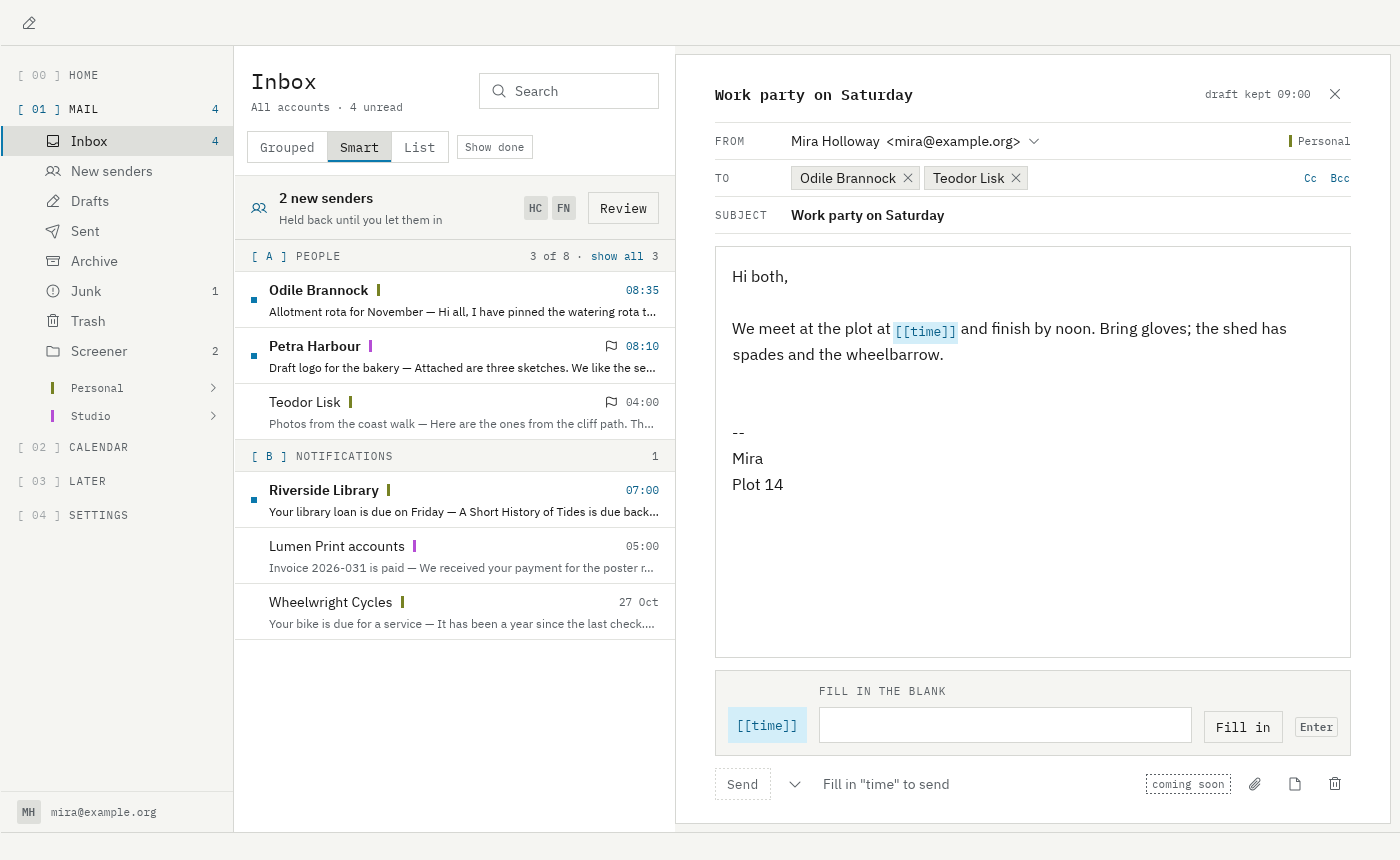 [ 00 ] HOME
[ 01 ] MAIL 4
Inbox 4
New senders
Drafts
Sent
Archive
Junk 1
Trash
Screener 2
Personal
Studio
[ 02 ] CALENDAR
[ 03 ] LATER
[ 04 ] SETTINGS
MH mira@example.org
Inbox
All accounts · 4 unread
Search
Grouped Smart List Show done
2 new senders
Held back until you let them in
HC FN Review
[ A ] PEOPLE 3 of 8 · show all 3
Odile Brannock 08:35
Allotment rota for November — Hi all, I have pinned the watering rota t…
Petra Harbour 08:10
Draft logo for the bakery — Attached are three sketches. We like the se…
Teodor Lisk 04:00
Photos from the coast walk — Here are the ones from the cliff path. Th…
[ B ] NOTIFICATIONS 1
Riverside Library 07:00
Your library loan is due on Friday — A Short History of Tides is due back…
Lumen Print accounts 05:00
Invoice 2026-031 is paid — We received your payment for the poster r…
Wheelwright Cycles 27 Oct
Your bike is due for a service — It has been a year since the last check.…
Work party on Saturday draft kept 09:00
FROM Mira Holloway <mira@example.org> Personal
TO Odile Brannock Teodor Lisk Cc Bcc
SUBJECT Work party on Saturday
Hi both,
We meet at the plot at [[time]] and finish by noon. Bring gloves; the shed has
spades and the wheelbarrow.
--
Mira
Plot 14
FILL IN THE BLANK
[[time]] Fill in Enter
Send Fill in "time" to send coming soon